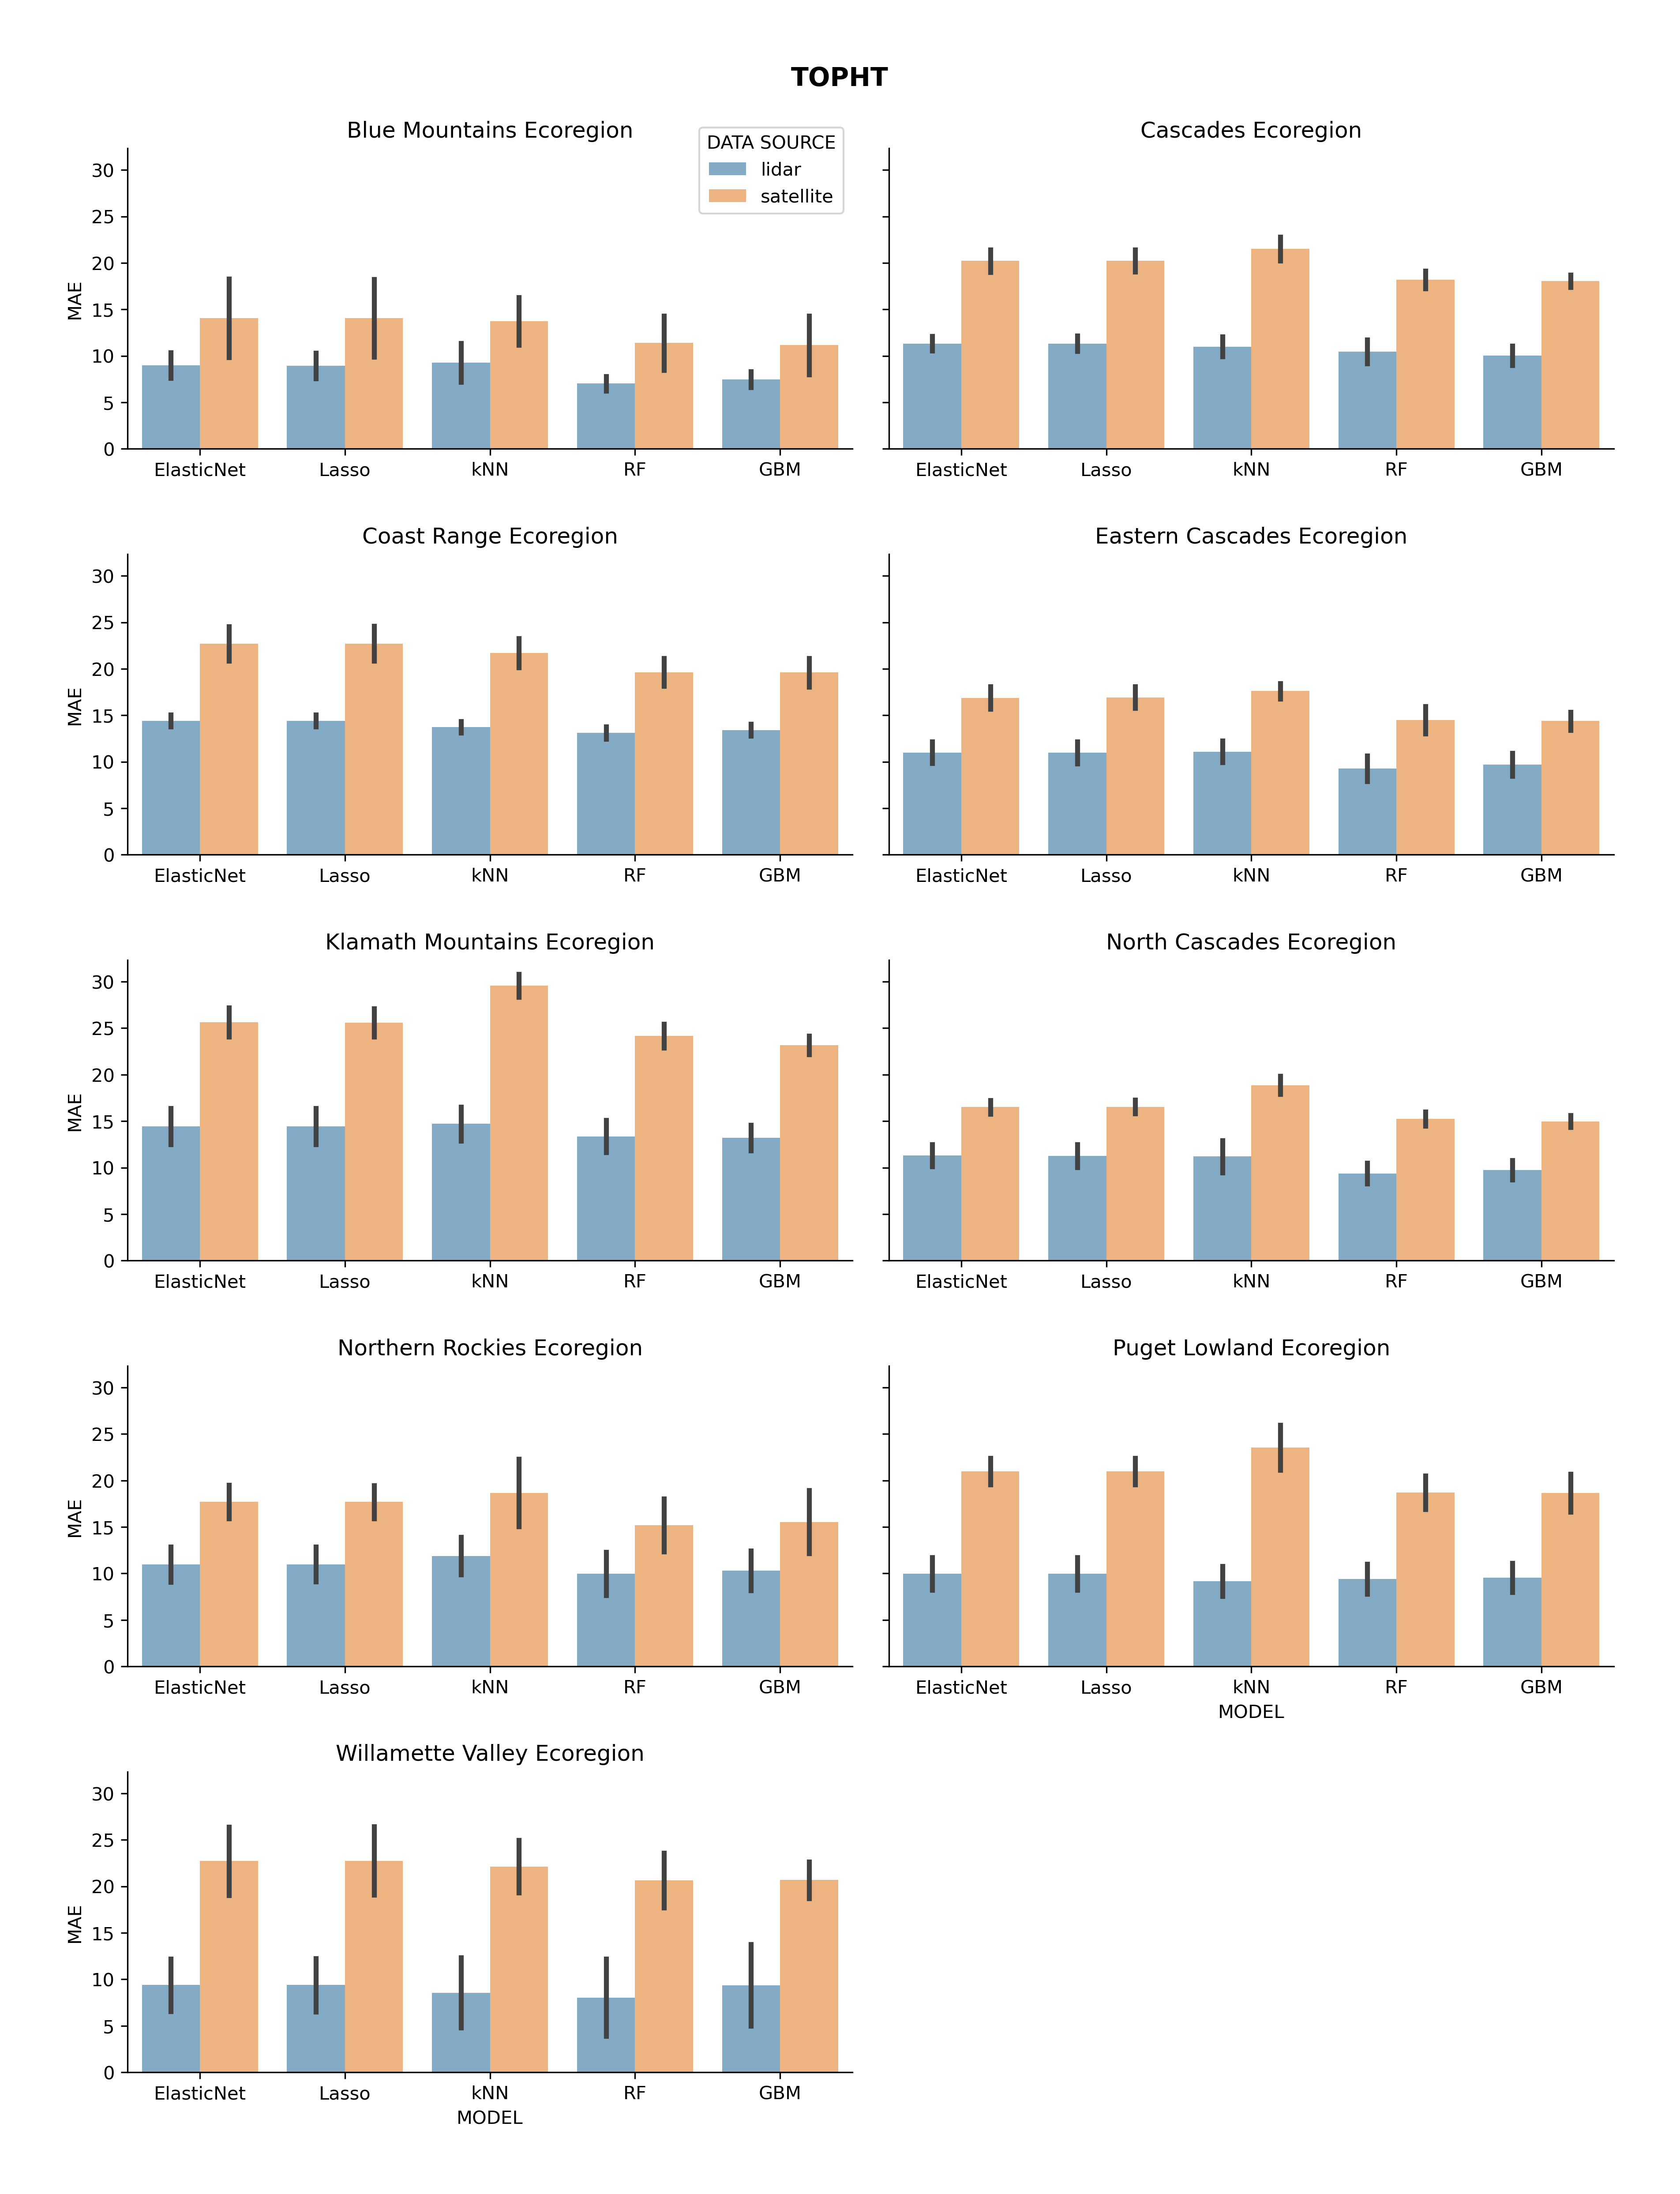 TOPHT
Blue Mountains Ecoregion
DATA SOURCE
lidar
satellite
30
25
20
15
10
5
0
MAE
ElasticNet Lasso kNN RF GBM
Cascades Ecoregion
ElasticNet Lasso kNN RF GBM
Coast Range Ecoregion
30
25
20
15
10
5
0
MAE
ElasticNet Lasso kNN RF GBM
Eastern Cascades Ecoregion
ElasticNet Lasso kNN RF GBM
Klamath Mountains Ecoregion
30
25
20
15
10
5
0
MAE
ElasticNet Lasso kNN RF GBM
North Cascades Ecoregion
ElasticNet Lasso kNN RF GBM
Northern Rockies Ecoregion
30
25
20
15
10
5
0
MAE
ElasticNet Lasso kNN RF GBM
Puget Lowland Ecoregion
ElasticNet Lasso kNN RF GBM
MODEL
Willamette Valley Ecoregion
30
25
20
15
10
5
0
MAE
ElasticNet Lasso kNN RF GBM
MODEL